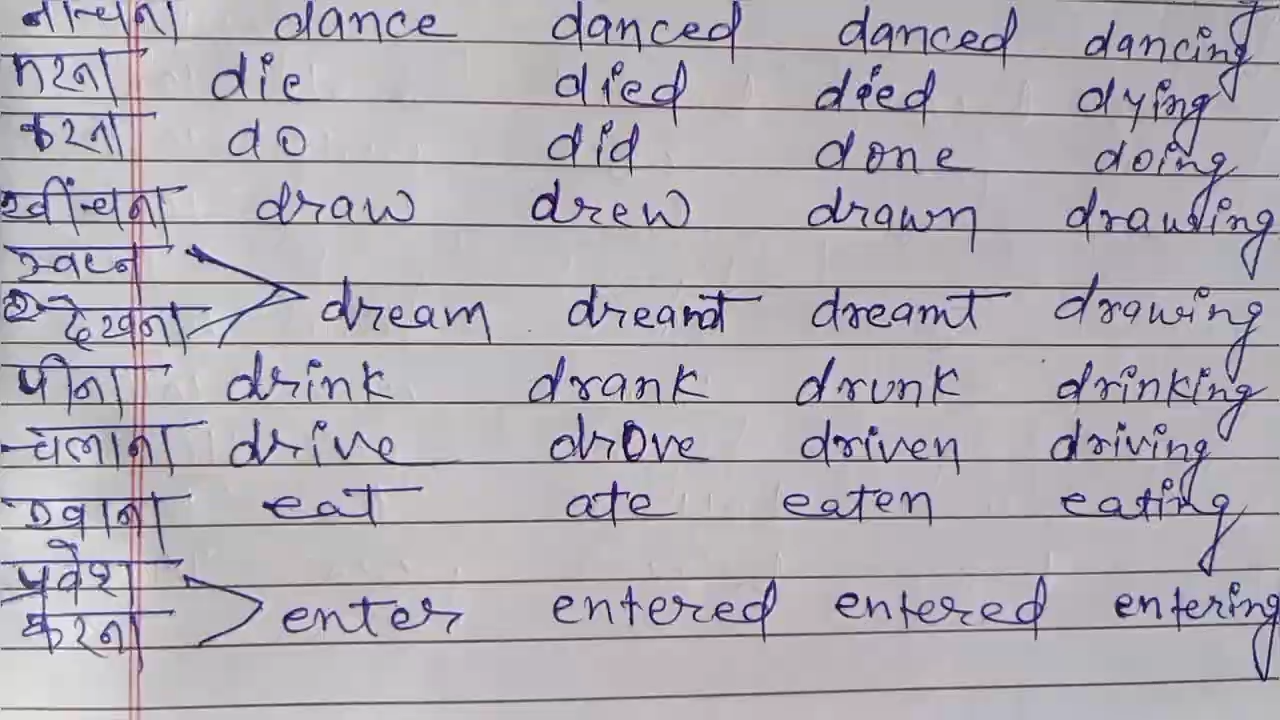 नाचना dance danced danced dancing
मरना die died died dying
करना do did done doing
खींचना draw drew drawn drawing
स्वप्न
देखना dream dreamt dreamt drawing
पीना drink drank drunk drinking
चलाना drive drove driven driving
खाना eat ate eaten eating
प्रवेश
करना enter entered entered entering